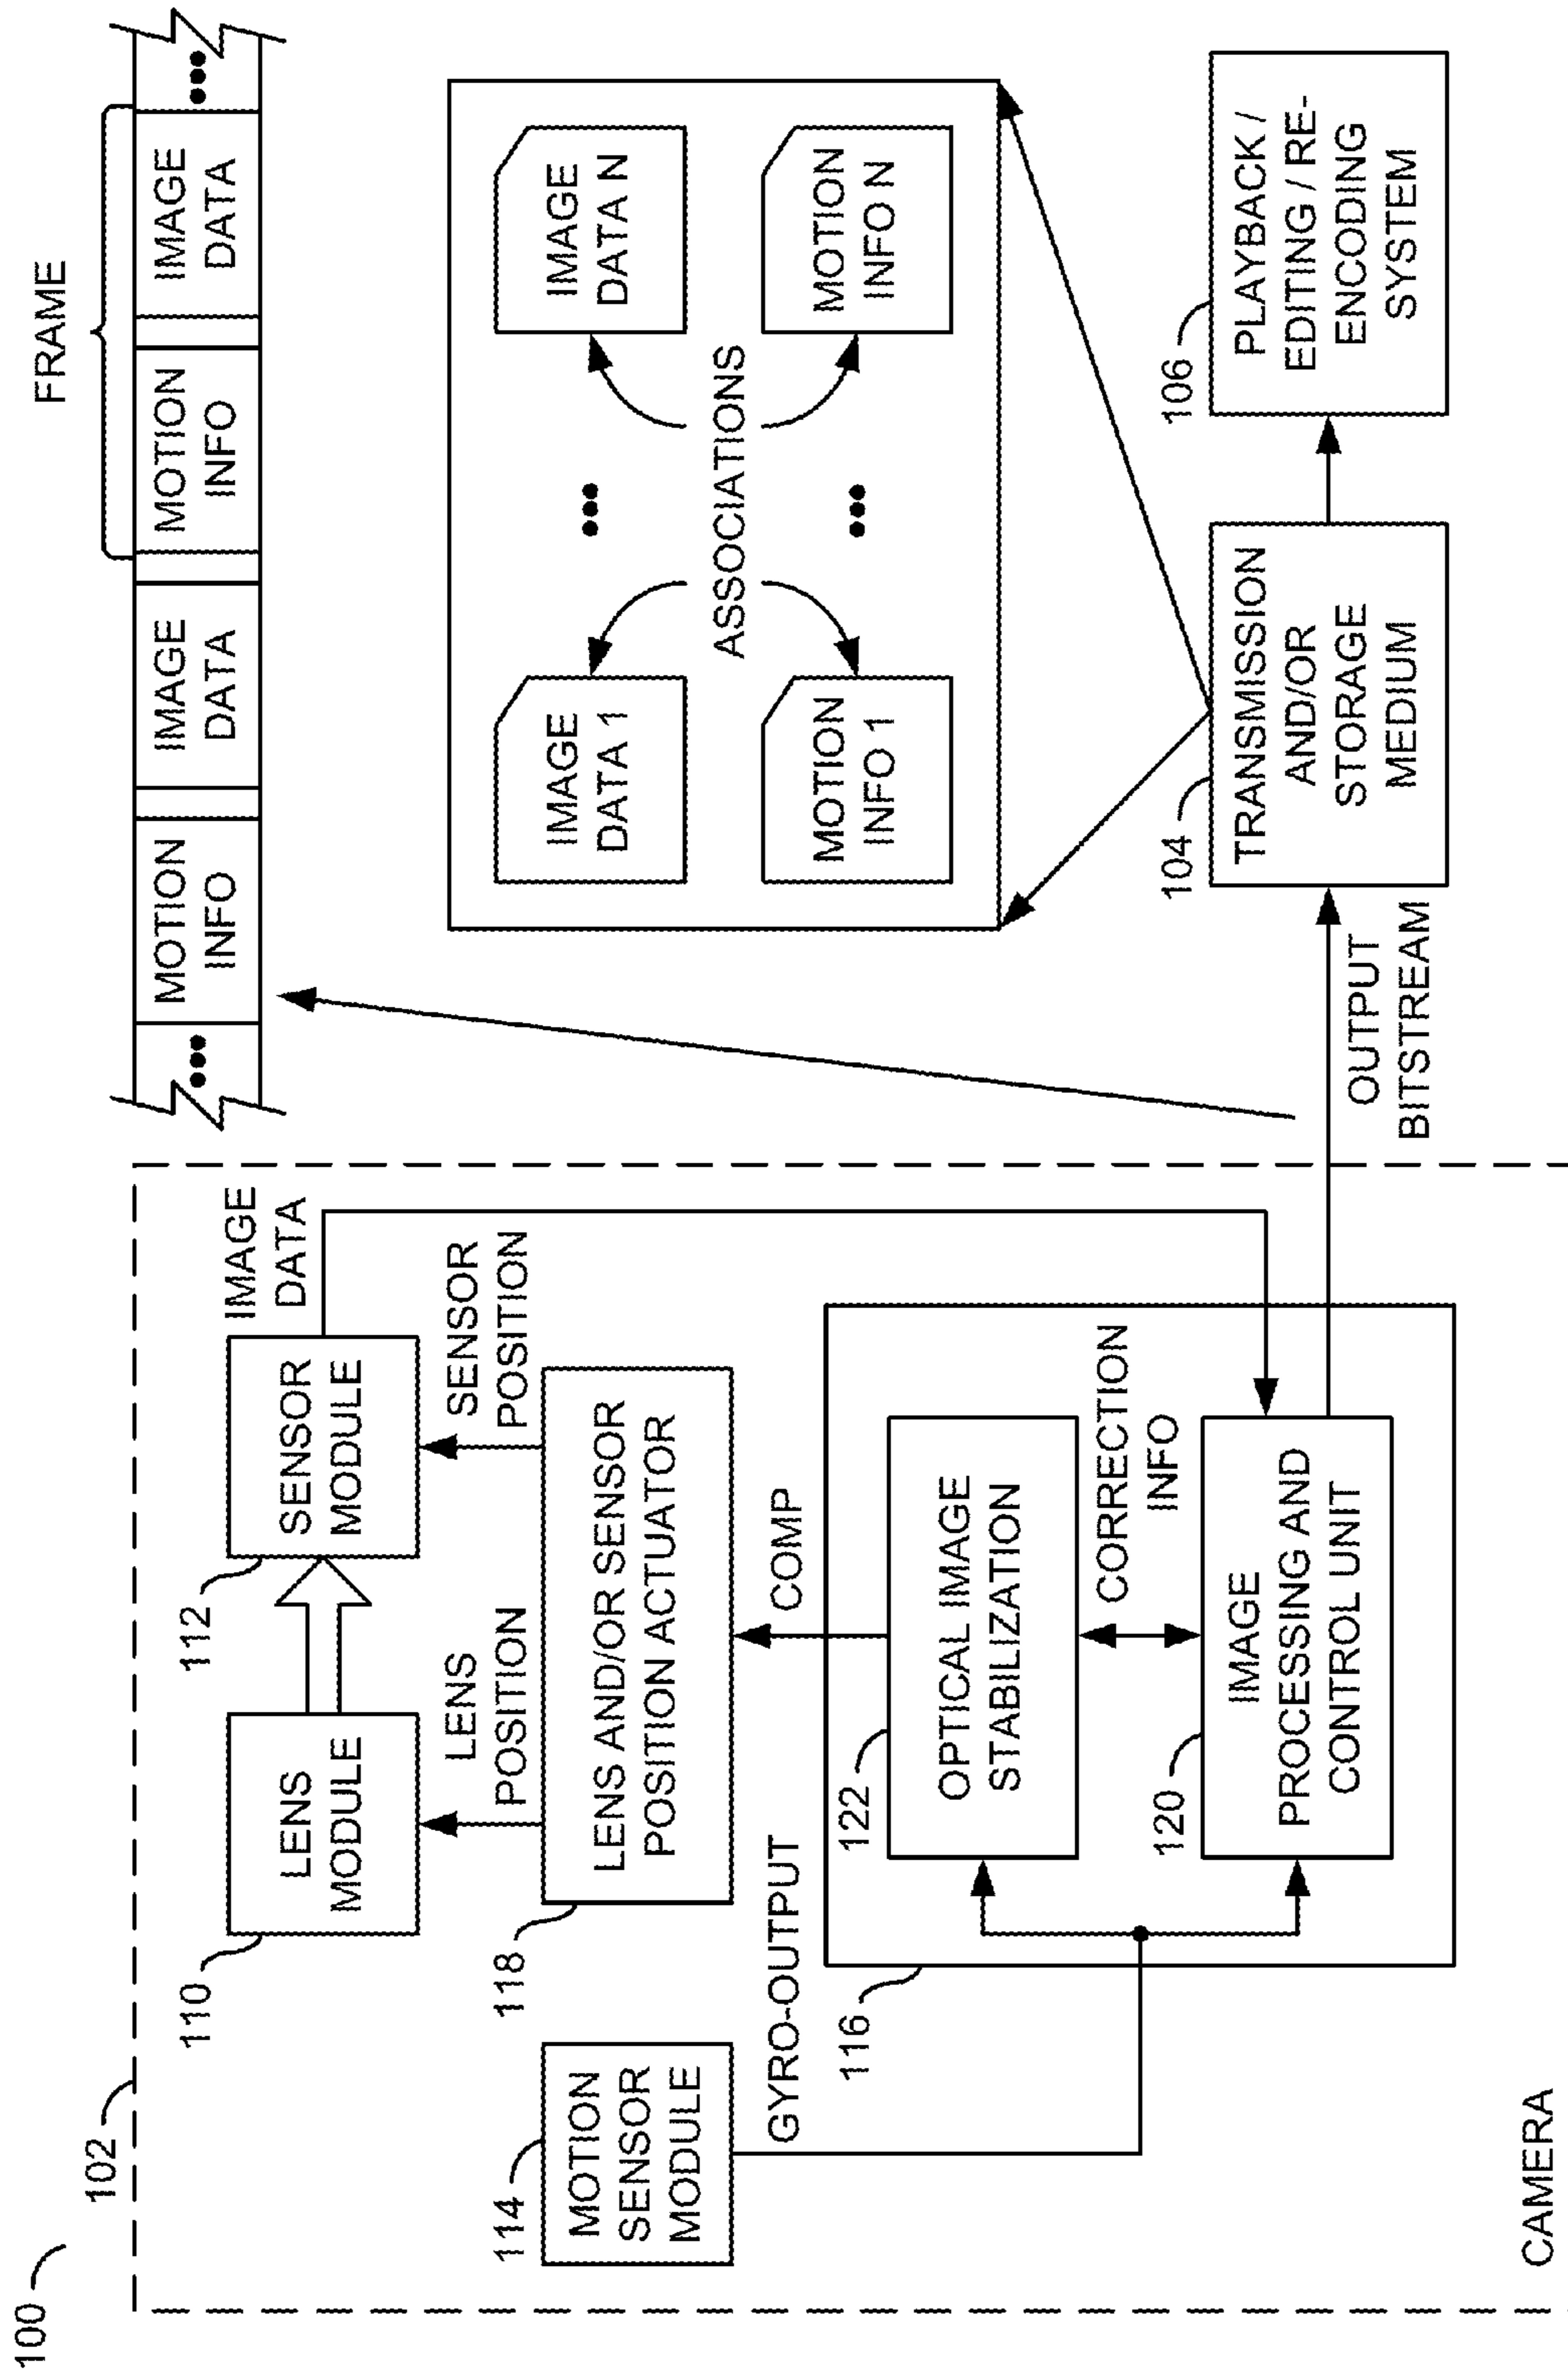 100
102
CAMERA
114
MOTION
SENSOR
MODULE
GYRO-OUTPUT
110
LENS
MODULE
112
SENSOR
MODULE
IMAGE
DATA
LENS
POSITION
SENSOR
POSITION
118
LENS AND/OR SENSOR
POSITION ACTUATOR
COMP
116
122
OPTICAL IMAGE
STABILIZATION
CORRECTION
INFO
120
IMAGE
PROCESSING AND
CONTROL UNIT
OUTPUT
BITSTREAM
FRAME
•••
MOTION
INFO
IMAGE
DATA
MOTION
INFO
IMAGE
DATA
•••
IMAGE
DATA 1
•••
IMAGE
DATA N
ASSOCIATIONS
MOTION
INFO 1
•••
MOTION
INFO N
104
TRANSMISSION
AND/OR
STORAGE
MEDIUM
106
PLAYBACK /
EDITING / RE-
ENCODING
SYSTEM